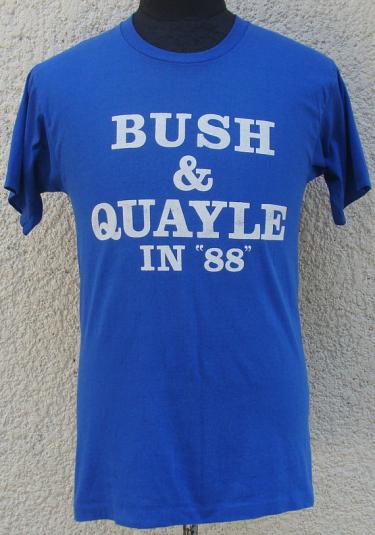 BUSH
&
QUAYLE
IN “88”